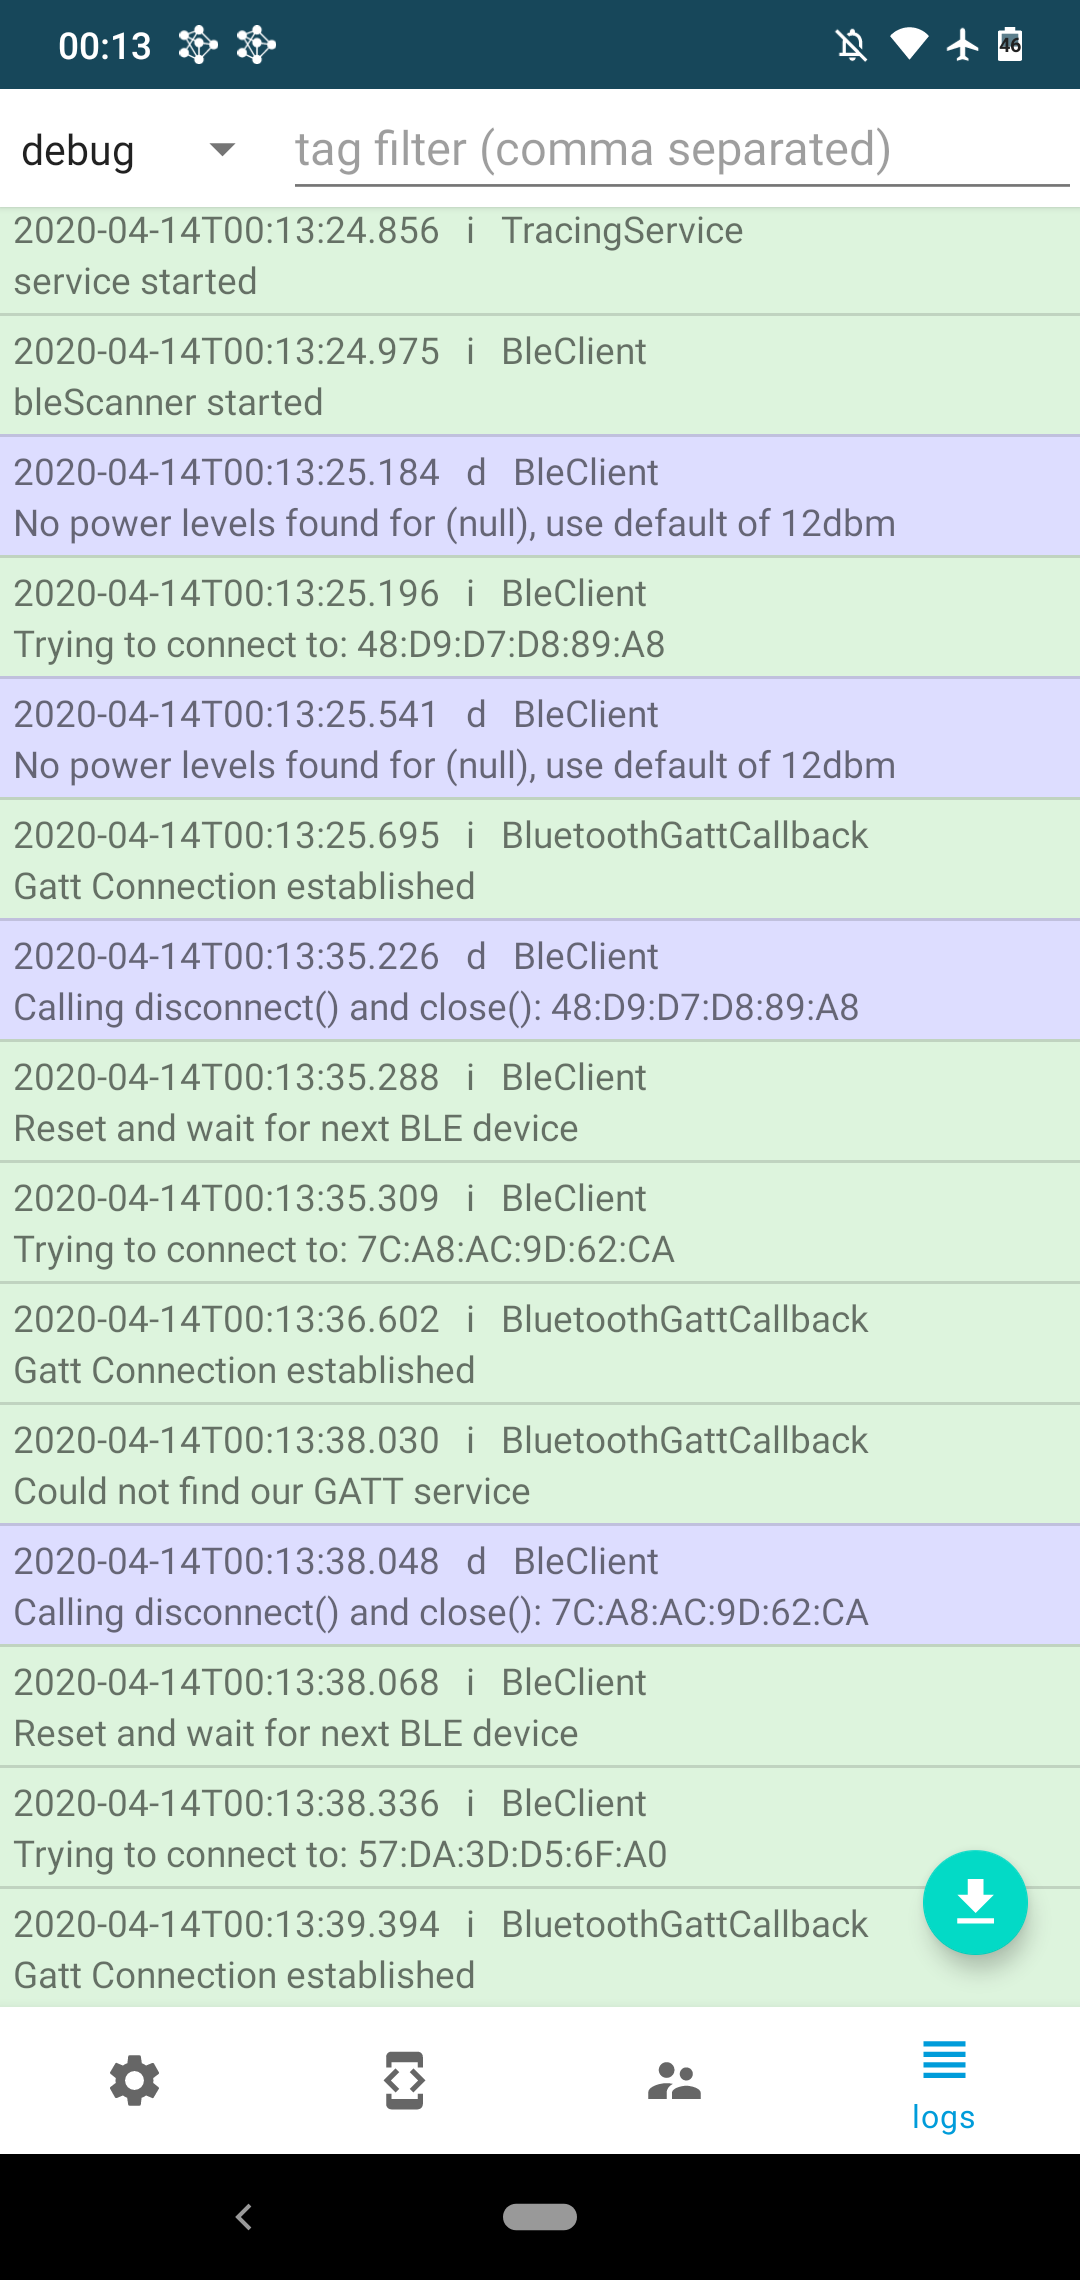 00:13
46
debug
tag filter (comma separated)
2020-04-14T00:13:24.856 i TracingService
service started
2020-04-14T00:13:24.975 i BleClient
bleScanner started
2020-04-14T00:13:25.184 d BleClient
No power levels found for (null), use default of 12dbm
2020-04-14T00:13:25.196 i BleClient
Trying to connect to: 48:D9:D7:D8:89:A8
2020-04-14T00:13:25.541 d BleClient
No power levels found for (null), use default of 12dbm
2020-04-14T00:13:25.695 i BluetoothGattCallback
Gatt Connection established
2020-04-14T00:13:35.226 d BleClient
Calling disconnect() and close(): 48:D9:D7:D8:89:A8
2020-04-14T00:13:35.288 i BleClient
Reset and wait for next BLE device
2020-04-14T00:13:35.309 i BleClient
Trying to connect to: 7C:A8:AC:9D:62:CA
2020-04-14T00:13:36.602 i BluetoothGattCallback
Gatt Connection established
2020-04-14T00:13:38.030 i BluetoothGattCallback
Could not find our GATT service
2020-04-14T00:13:38.048 d BleClient
Calling disconnect() and close(): 7C:A8:AC:9D:62:CA
2020-04-14T00:13:38.068 i BleClient
Reset and wait for next BLE device
2020-04-14T00:13:38.336 i BleClient
Trying to connect to: 57:DA:3D:D5:6F:A0
2020-04-14T00:13:39.394 i BluetoothGattCallback
Gatt Connection established
logs